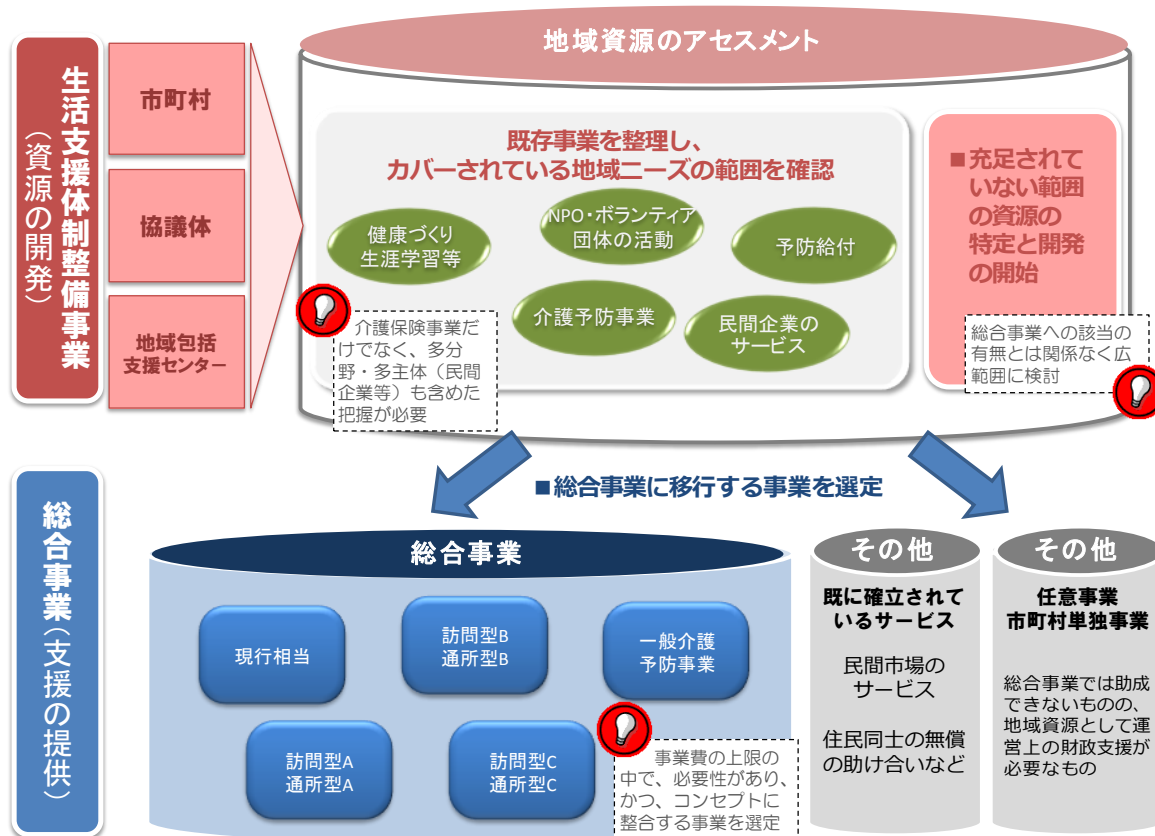 生活支援体制整備事業
（資源の開発）
市町村
協議体
地域包括
支援センター
地域資源のアセスメント
既存事業を整理し、
カバーされている地域ニーズの範囲を確認
健康づくり
生涯学習等
NPO・ボランティア
団体の活動
予防給付
介護予防事業
民間企業の
サービス
介護保険事業だ
けでなく、多分
野・多主体（民間
企業等）も含めた
把握が必要
■充足されて
いない範囲
の資源の
特定と開発
の開始
総合事業への該当の
有無とは関係なく広
範囲に検討
■総合事業に移行する事業を選定
総合事業（支援の提供）
総合事業
現行相当
訪問型B
通所型B
一般介護
予防事業
訪問型A
通所型A
訪問型C
通所型C
事業費の上限の
中で、必要性があり、
かつ、コンセプトに
整合する事業を選定
その他
既に確立されて
いるサービス
民間市場の
サービス
住民同士の無償
の助け合いなど
その他
任意事業
市町村単独事業
総合事業では助成
できないものの、
地域資源として運
営上の財政支援が
必要なもの